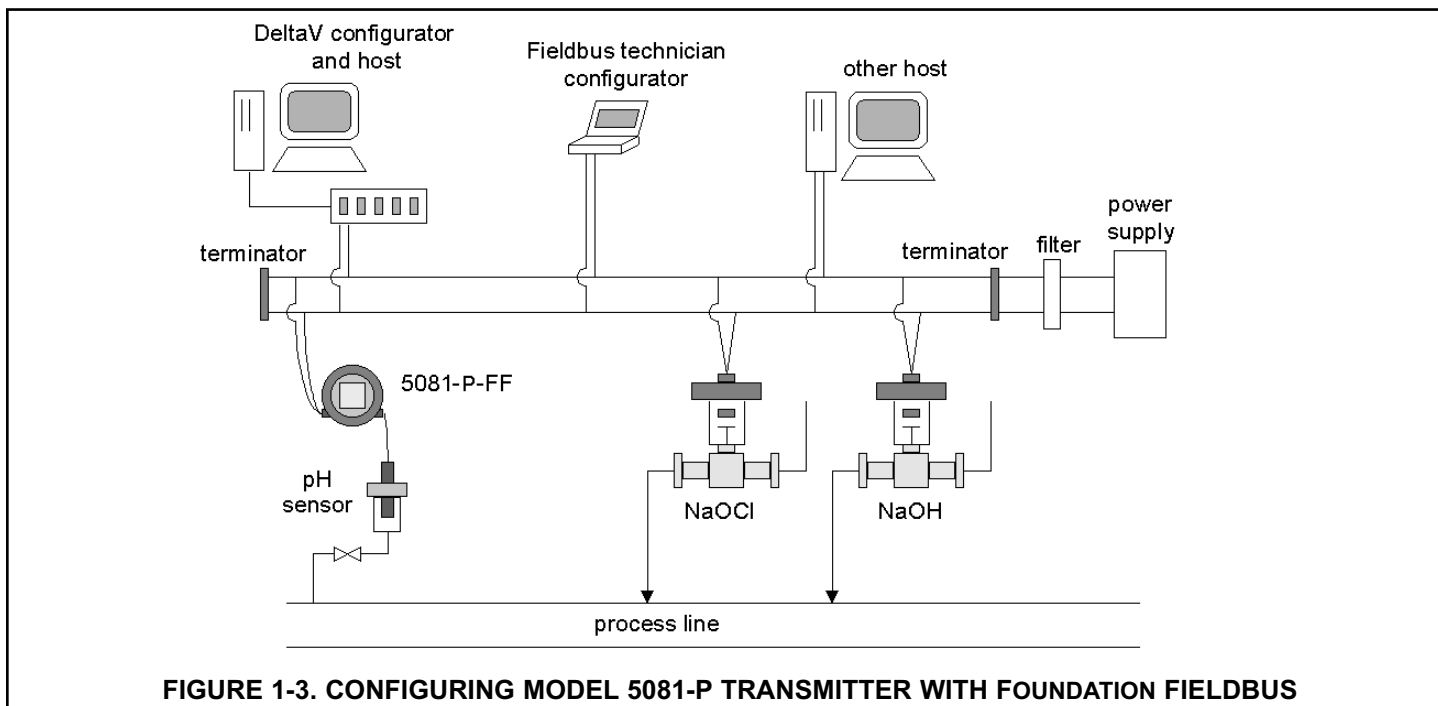 DeltaV configurator
and host
Fieldbus technician
configurator
other host
power
supply
terminator
terminator
filter
5081-P-FF
pH
sensor
NaOCl
NaOH
process line
FIGURE 1-3. CONFIGURING MODEL 5081-P TRANSMITTER WITH FOUNDATION FIELDBUS